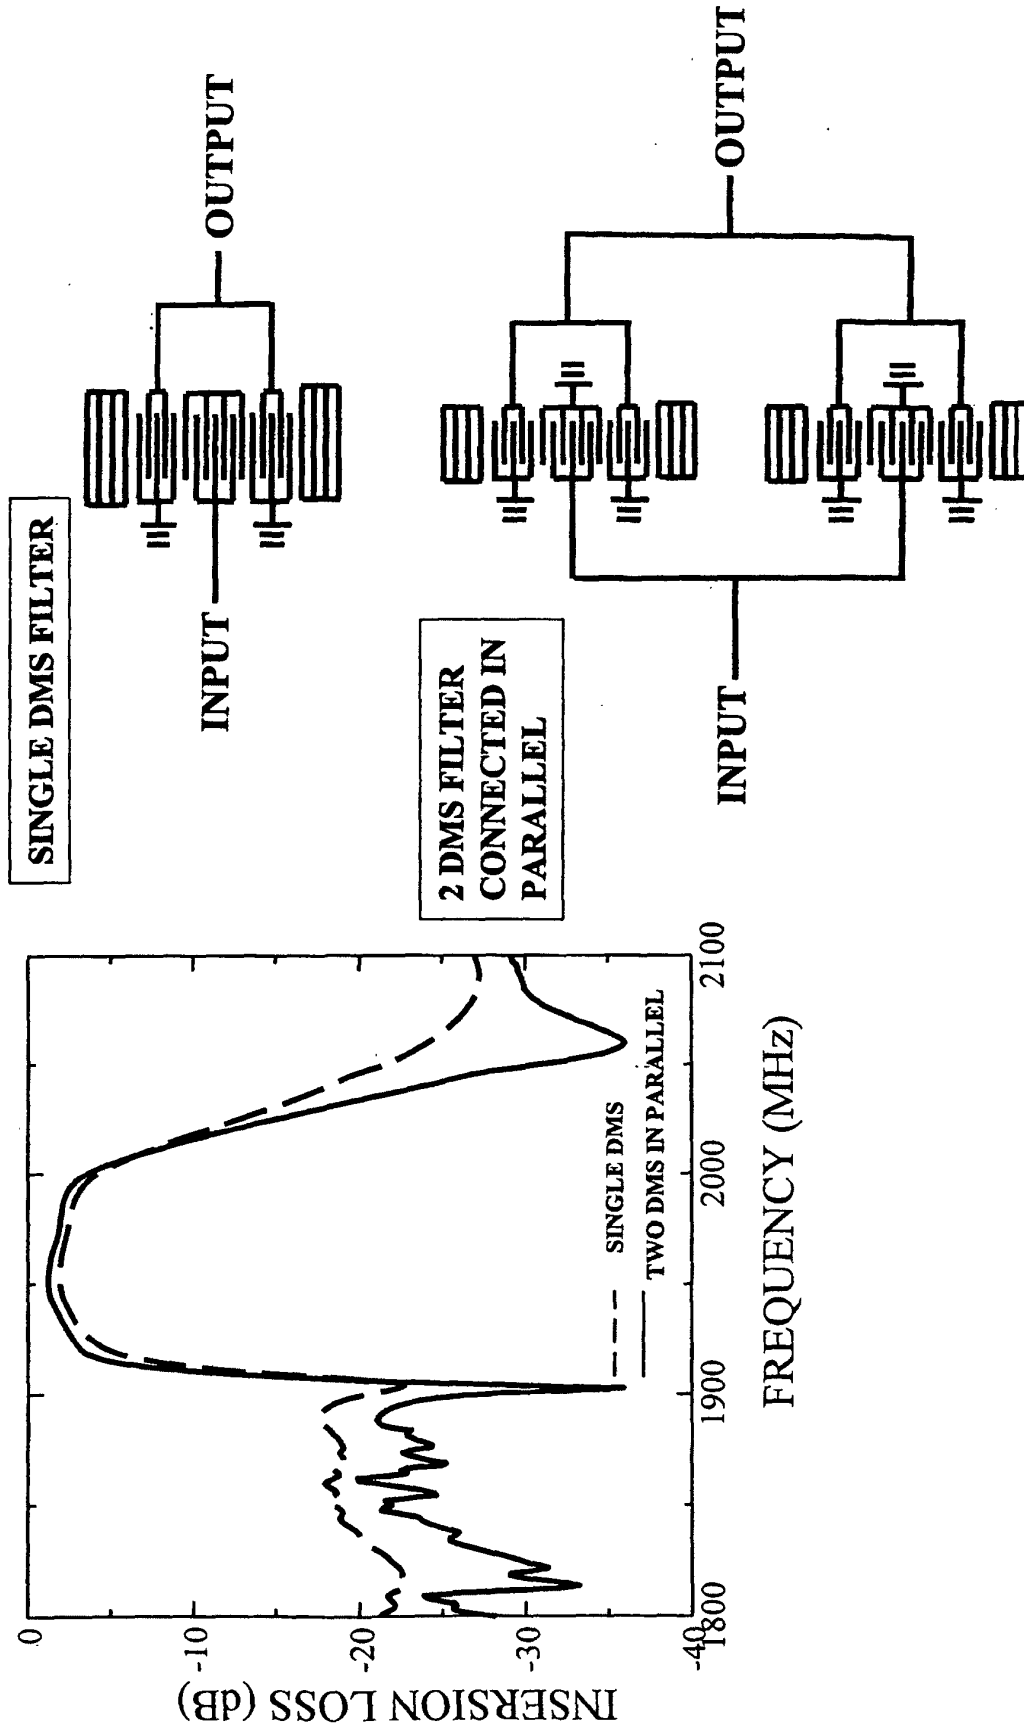 SINGLE DMS FILTER
INPUT
OUTPUT
2 DMS FILTER
CONNECTED IN
PARALLEL
INPUT
OUTPUT
INSERSION LOSS (dB)
0
-10
-20
-30
-40
1800
1900
2000
2100
FREQUENCY (MHz)
SINGLE DMS
TWO DMS IN PARALLEL